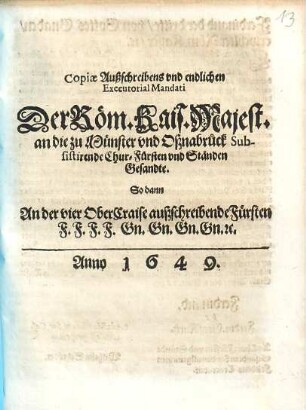 13
Copiæ Außschreibens vnd endlichen
Executorial Mandati
Der Röm. Kais. Majest.
an die zu Münster vnd Oßnabrück Sub-
sistirende Chur- Fürsten vnd Ständen
Gesandte.
So dann
An der vier Ober Craise außschreibende Fürsten
F. F. F. F. Gn. Gn. Gn. Gn. ꝛc.
Anno 1649.